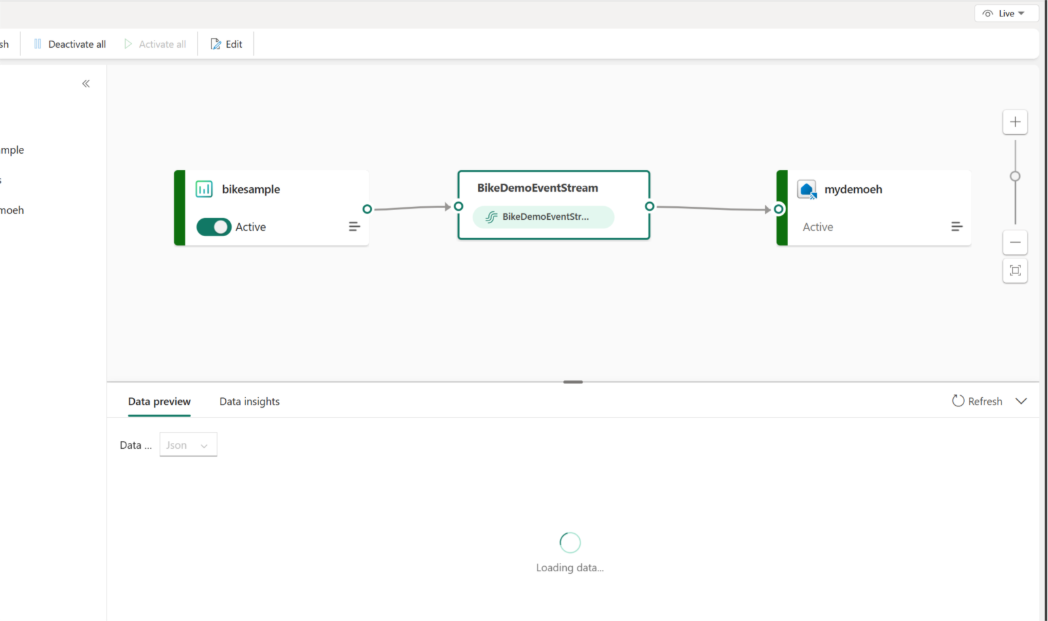 Live
sh
Deactivate all
Activate all
Edit
mple
s
moeh
bikesample
Active
BikeDemoEventStream
BikeDemoEventStr...
mydemoeh
Active
Data preview
Data insights
Refresh
Data ...
Json
Loading data...